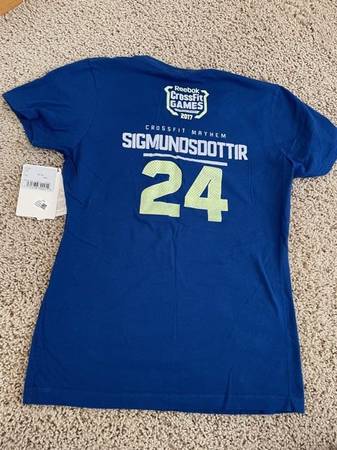 Reebok
CrossFit
GAMES
2017
CROSSFIT MAYHEM
SIGMUNDSDOTTIR
24